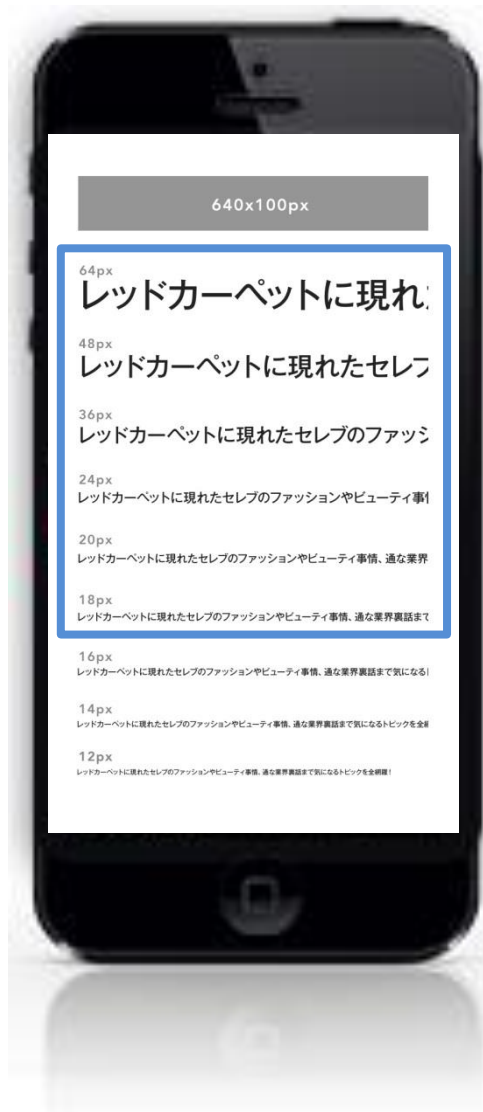 640x100px
64px
レッドカーペットに現れ
48px
レッドカーペットに現れたセレブ
36px
レッドカーペットに現れたセレブのファッシ
24px
レッドカーペットに現れたセレブのファッションやビューティ事情
20px
レッドカーペットに現れたセレブのファッションやビューティ事情、通な業界
18px
レッドカーペットに現れたセレブのファッションやビューティ事情、通な業界裏話まで
16px
レッドカーペットに現れたセレブのファッションやビューティ事情、通な業界裏話まで気になる
14px
レッドカーペットに現れたセレブのファッションやビューティ事情、通な業界裏話まで気になるトピックを全網
12px
レッドカーペットに現れたセレブのファッションやビューティ事情、通な業界裏話まで気になるトピックを全網羅！